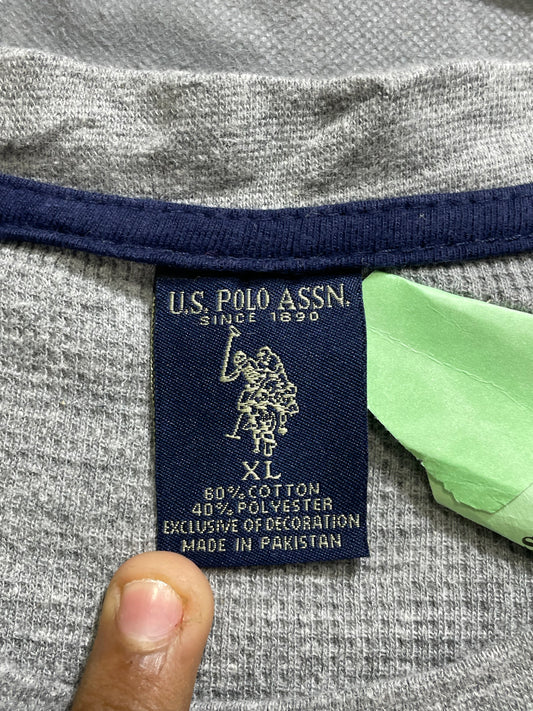 U.S. POLO ASSN.
SINCE 1890
XL
60% COTTON
40% POLYESTER
EXCLUSIVE OF DECORATION
MADE IN PAKISTAN